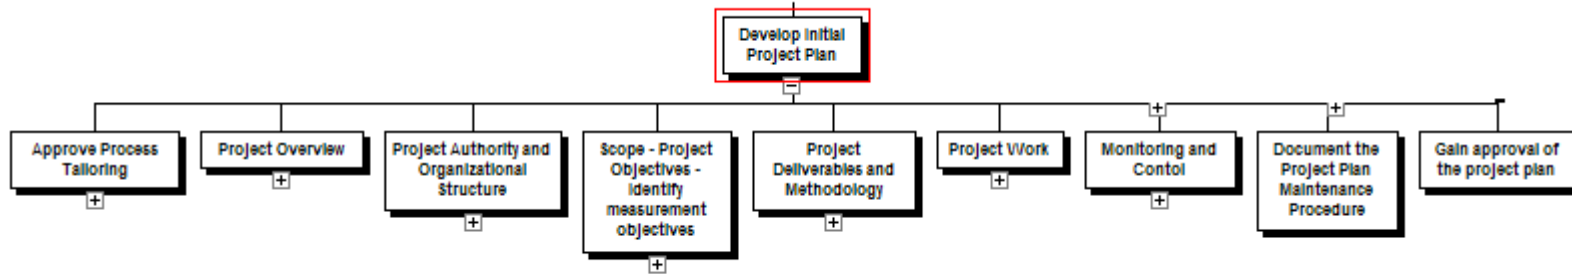 Develop Initial
Project Plan
Approve Process
Tailoring
Project Overview
Project Authority and
Organizational
Structure
Scope - Project
Objectives -
Identify
measurement
objectives
Project
Deliverables and
Methodology
Project Work
Monitoring and
Contol
Document the
Project Plan
Maintenance
Procedure
Gain approval of
the project plan